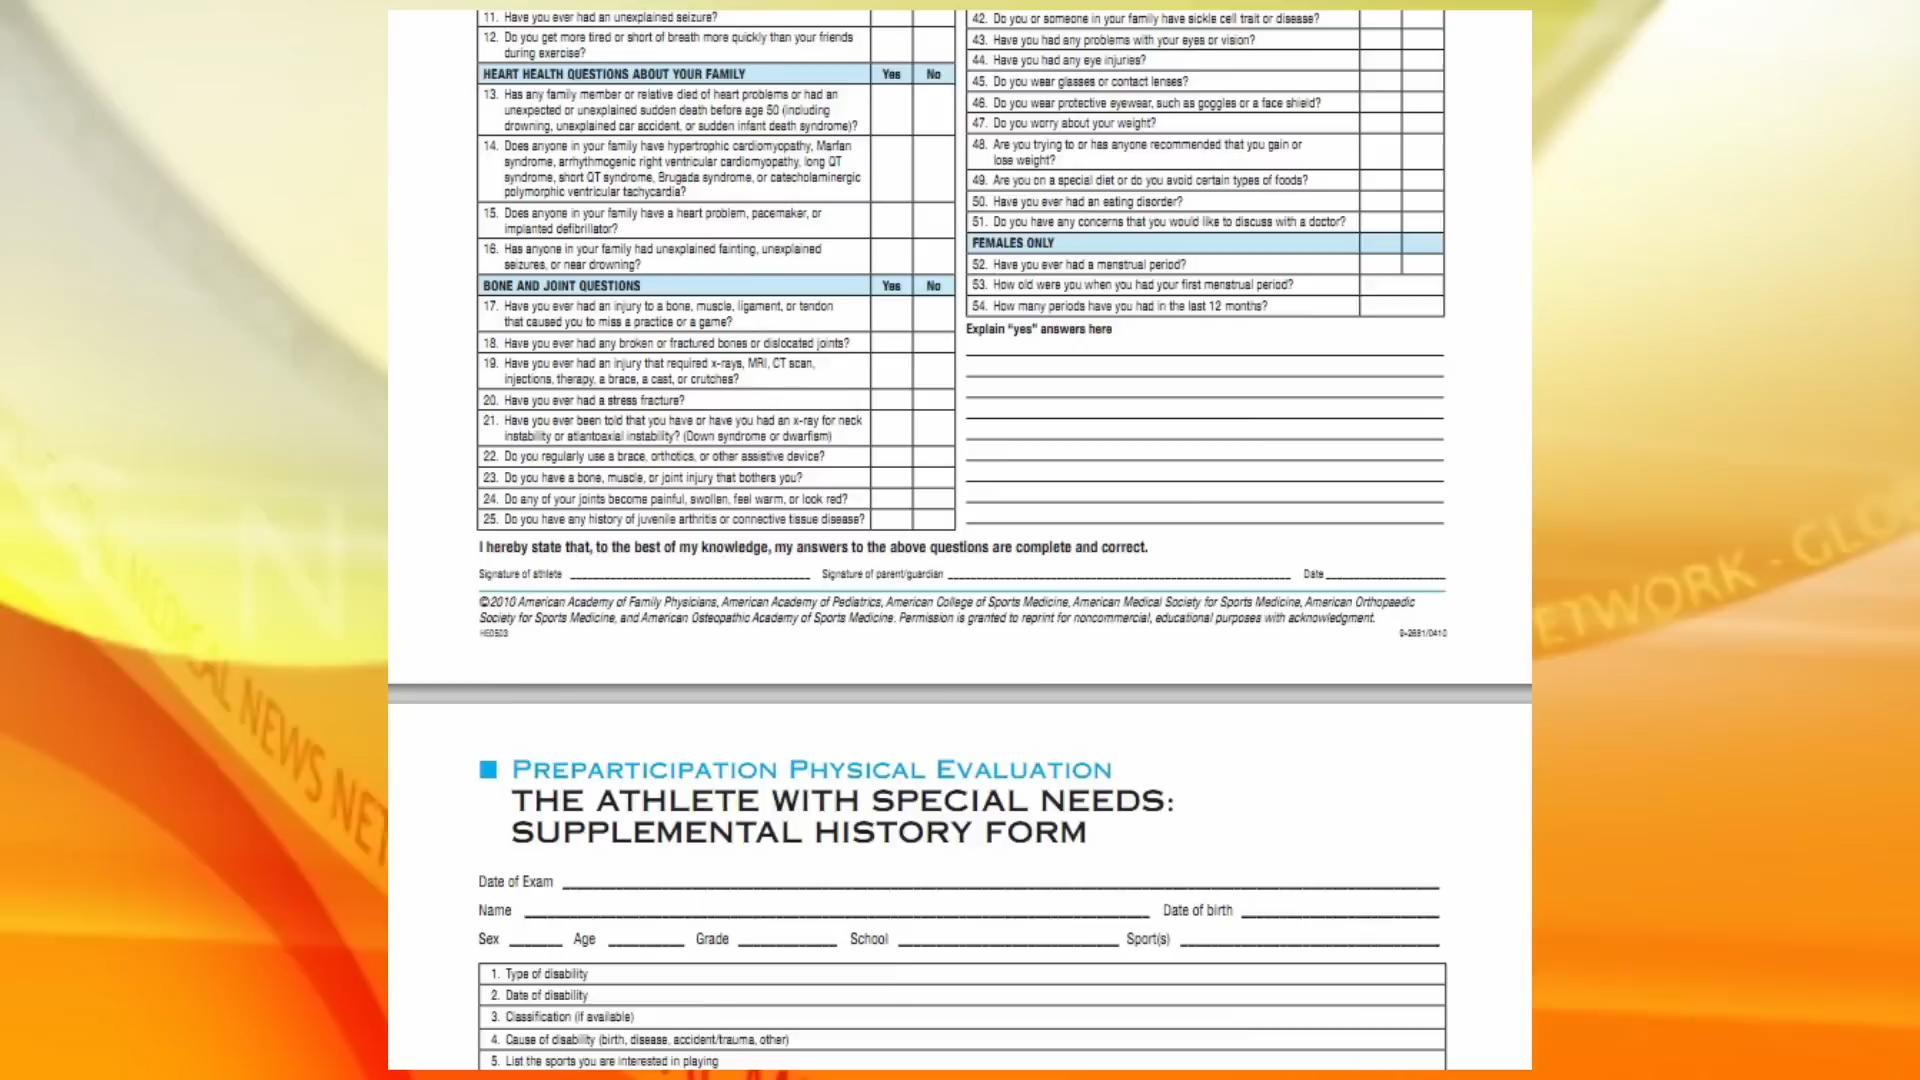 11. Have you ever had an unexplained seizure?
12. Do you get more tired or short of breath more quickly than your friends
during exercise?
HEART HEALTH QUESTIONS ABOUT YOUR FAMILY Yes No
13. Has any family member or relative died of heart problems or had an
unexpected or unexplained sudden death before age 50 (including
drowning, unexplained car accident, or sudden infant death syndrome)?
14. Does anyone in your family have hypertrophic cardiomyopathy, Marfan
syndrome, arrhythmogenic right ventricular cardiomyopathy, long QT
syndrome, short QT syndrome, Brugada syndrome, or catecholaminergic
polymorphic ventricular tachycardia?
15. Does anyone in your family have a heart problem, pacemaker, or
implanted defibrillator?
16. Has anyone in your family had unexplained fainting, unexplained
seizures, or near drowning?
BONE AND JOINT QUESTIONS Yes No
17. Have you ever had an injury to a bone, muscle, ligament, or tendon
that caused you to miss a practice or a game?
18. Have you ever had any broken or fractured bones or dislocated joints?
19. Have you ever had an injury that required x-rays, MRI, CT scan,
injections, therapy, a brace, a cast, or crutches?
20. Have you ever had a stress fracture?
21. Have you ever been told that you have or have you had an x-ray for neck
instability or atlantoaxial instability? (Down syndrome or dwarfism)
22. Do you regularly use a brace, orthotics, or other assistive device?
23. Do you have a bone, muscle, or joint injury that bothers you?
24. Do any of your joints become painful, swollen, feel warm, or look red?
25. Do you have any history of juvenile arthritis or connective tissue disease?
42. Do you or someone in your family have sickle cell trait or disease?
43. Have you had any problems with your eyes or vision?
44. Have you had any eye injuries?
45. Do you wear glasses or contact lenses?
46. Do you wear protective eyewear, such as goggles or a face shield?
47. Do you worry about your weight?
48. Are you trying to or has anyone recommended that you gain or
lose weight?
49. Are you on a special diet or do you avoid certain types of foods?
50. Have you ever had an eating disorder?
51. Do you have any concerns that you would like to discuss with a doctor?
FEMALES ONLY
52. Have you ever had a menstrual period?
53. How old were you when you had your first menstrual period?
54. How many periods have you had in the last 12 months?
Explain "yes" answers here
I hereby state that, to the best of my knowledge, my answers to the above questions are complete and correct.
Signature of athlete Signature of parent/guardian Date
©2010 American Academy of Family Physicians, American Academy of Pediatrics, American College of Sports Medicine, American Medical Society for Sports Medicine, American Orthopaedic
Society for Sports Medicine, and American Osteopathic Academy of Sports Medicine. Permission is granted to reprint for noncommercial, educational purposes with acknowledgment.
HE0503 9-2681/0410
PREPARTICIPATION PHYSICAL EVALUATION
THE ATHLETE WITH SPECIAL NEEDS:
SUPPLEMENTAL HISTORY FORM
Date of Exam
Name Date of birth
Sex Age Grade School Sport(s)
1. Type of disability
2. Date of disability
3. Classification (if available)
4. Cause of disability (birth, disease, accident/trauma, other)
5. List the sports you are interested in playing
NEWS NET
ETWORK - GLO